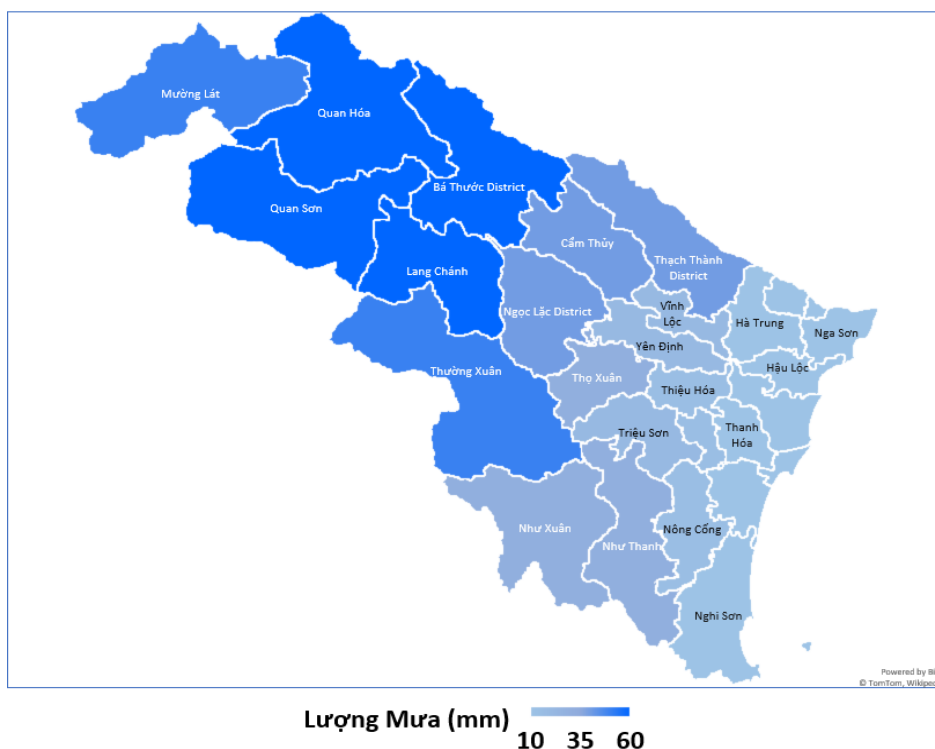 Mường Lát
Quan Hóa
Bá Thước District
Quan Sơn
Cẩm Thủy
Thạch Thành
District
Lang Chánh
Ngọc Lặc District
Vĩnh
Lộc
Hà Trung
Nga Sơn
Yên Định
Hậu Lộc
Thường Xuân
Thọ Xuân
Thiệu Hóa
Triệu Sơn
Thanh
Hóa
Như Xuân
Như Thanh
Nông Cống
Nghi Sơn
Powered by Bi
© TomTom, Wikiped
Lượng Mưa (mm)
10 35 60